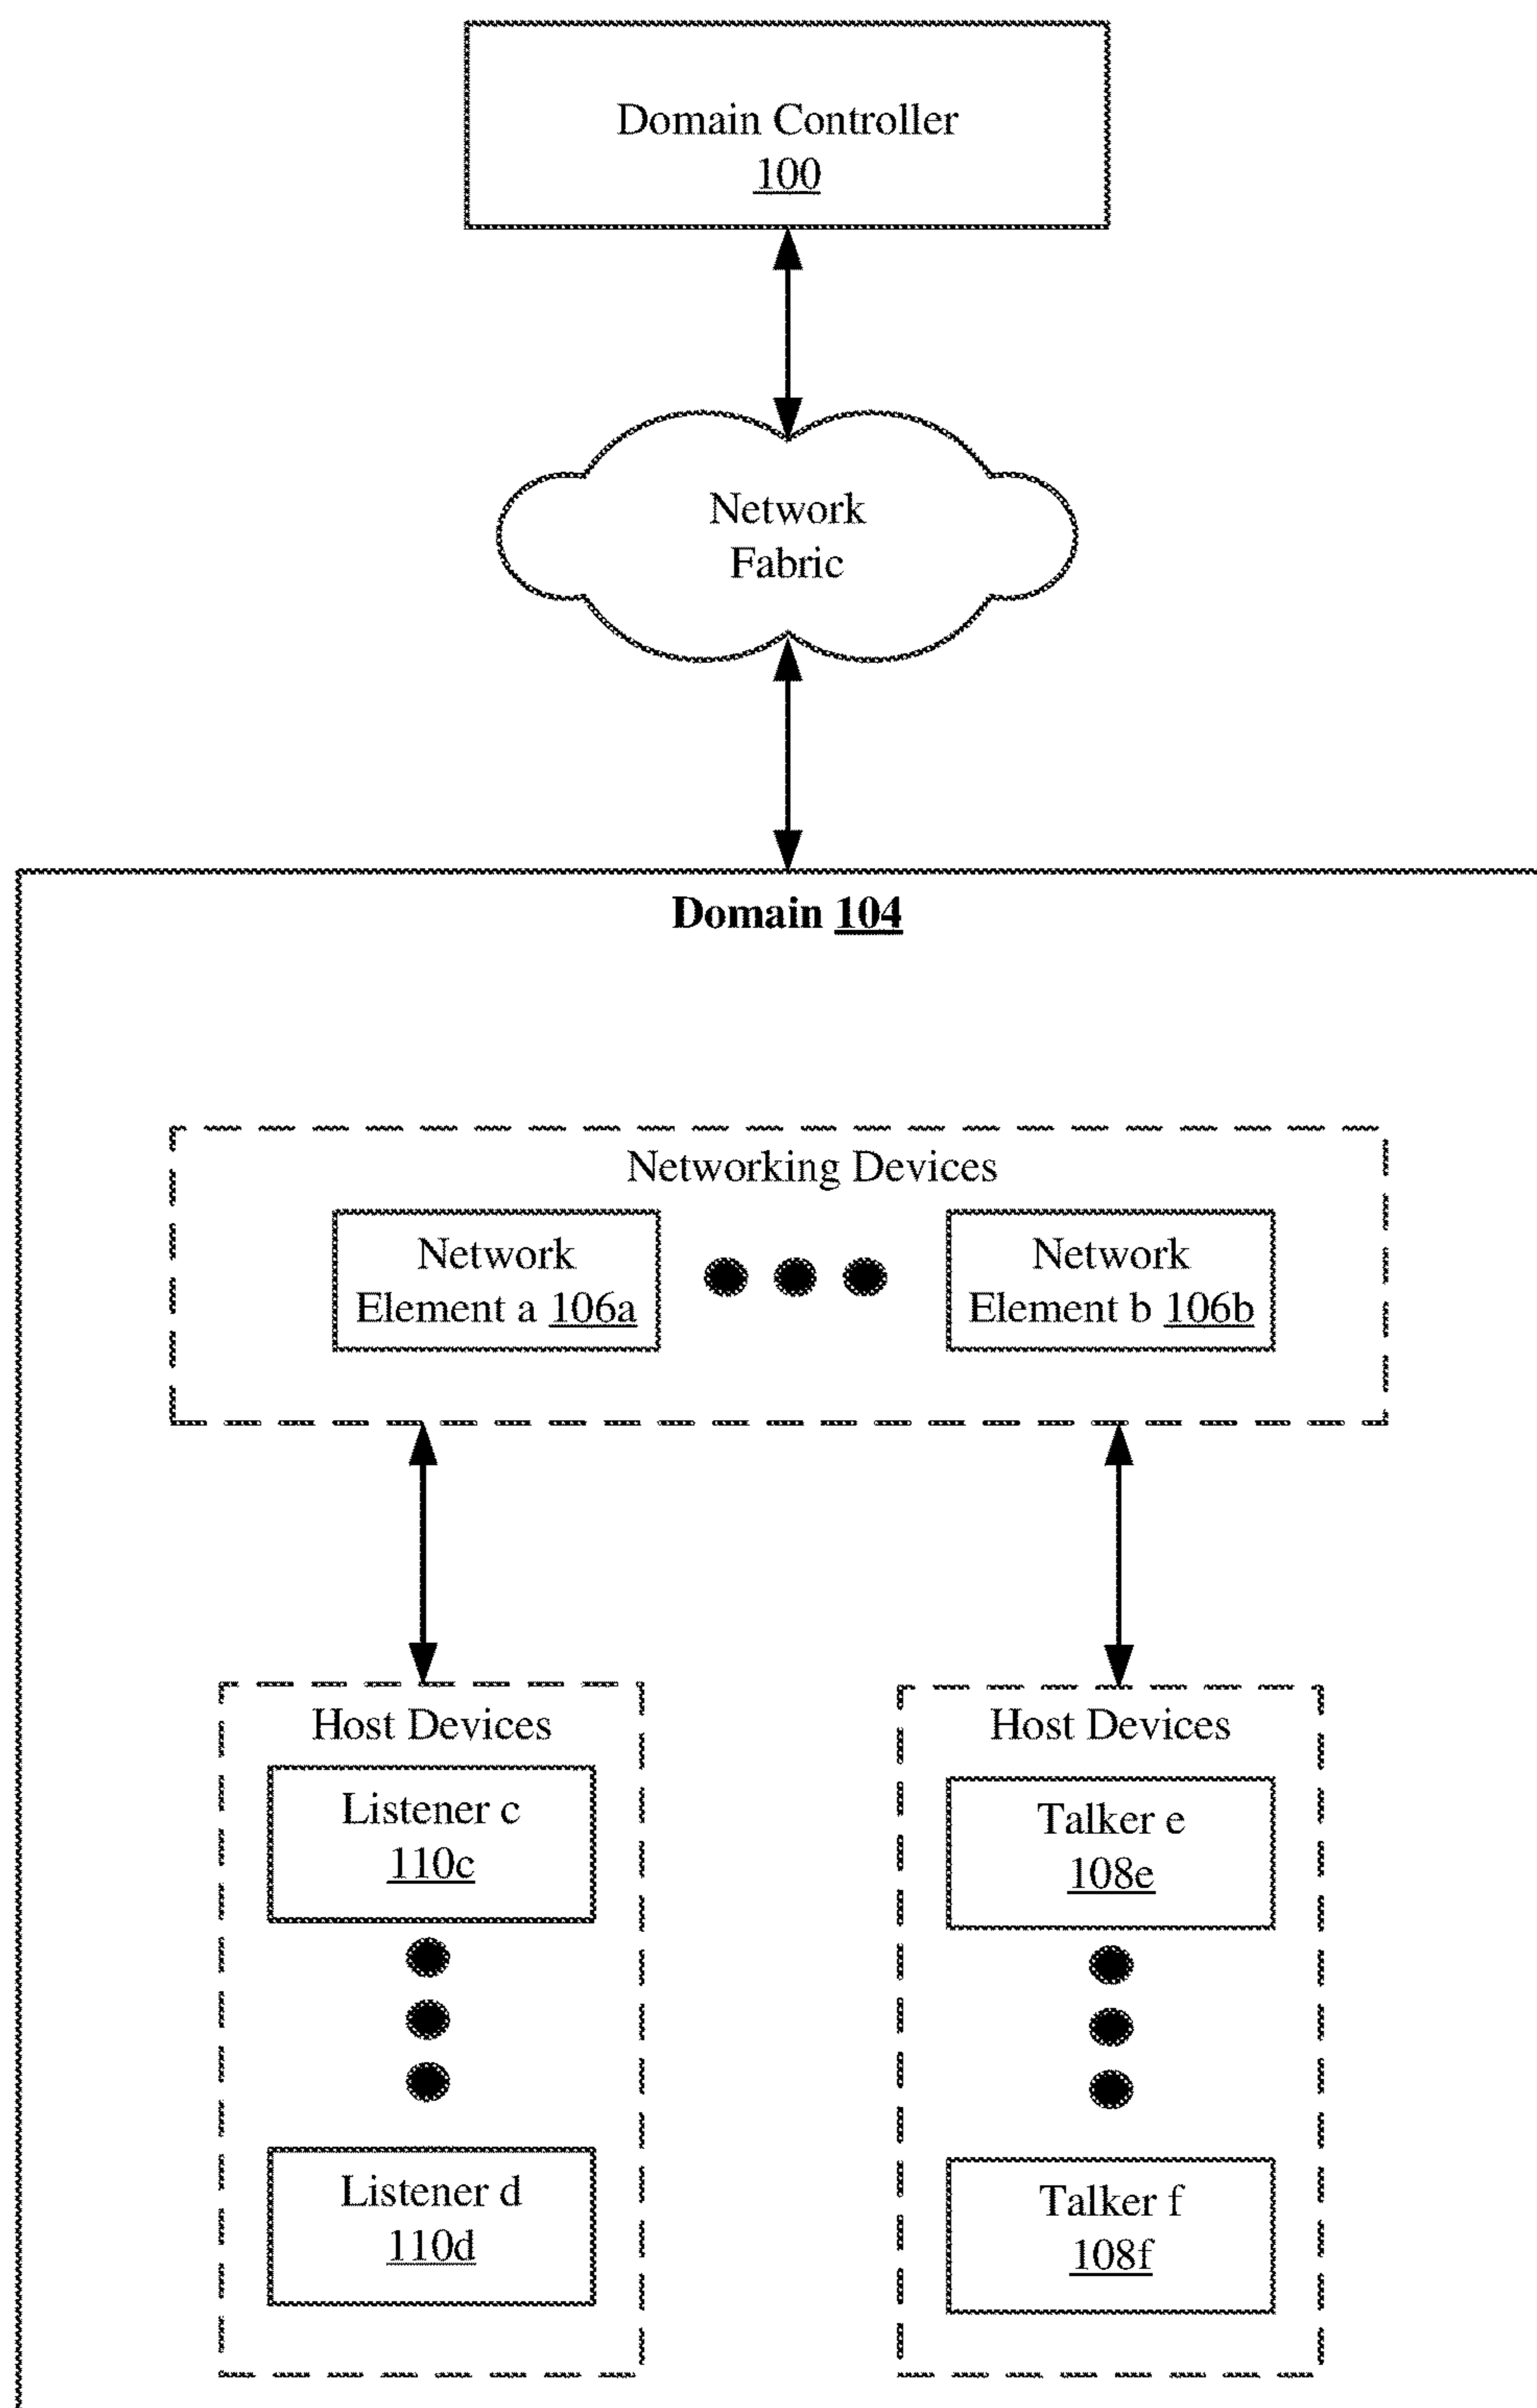 Domain Controller
100
Network
Fabric
Domain 104
Networking Devices
Network
Element a 106a
Network
Element b 106b
Host Devices
Listener c
110c
Listener d
110d
Host Devices
Talker e
108e
Talker f
108f